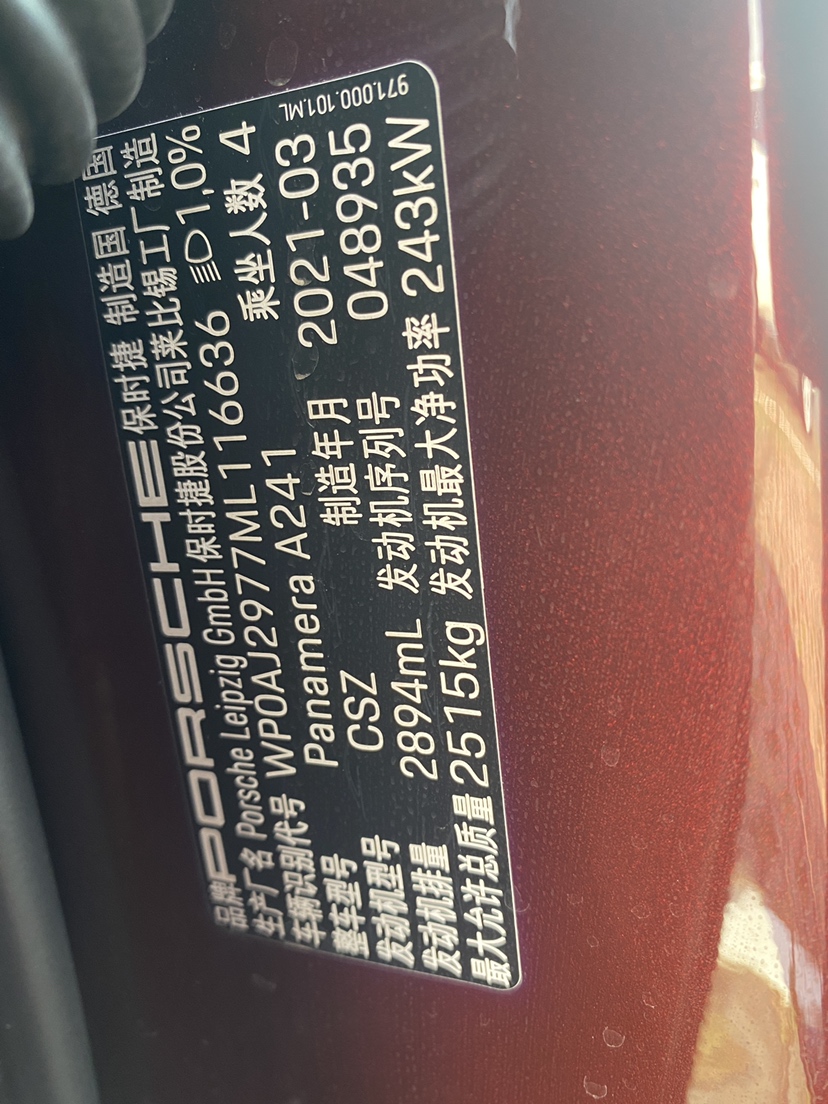 971.000.101.ML
品牌 PORSCHE 保时捷 制造国 德国
生产厂名 Porsche Leipzig GmbH 保时捷股份公司莱比锡工厂制造
车辆识别代号 WP0AJ2977ML116636 1,0%
整车型号 Panamera A241 乘坐人数 4
发动机型号 CSZ 制造年月 2021-03
发动机排量 2894mL 发动机序列号 048935
最大允许总质量 2515kg 发动机最大净功率 243kW